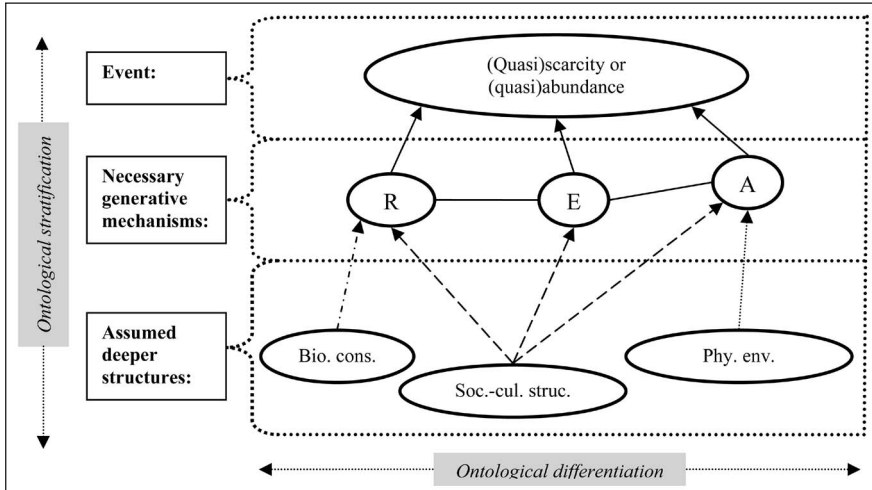 Event:
(Quasi)scarcity or
(quasi)abundance
Ontological stratification
Necessary
generative
mechanisms:
R
E
A
Assumed
deeper
structures:
Bio. cons.
Soc.-cul. struc.
Phy. env.
Ontological differentiation